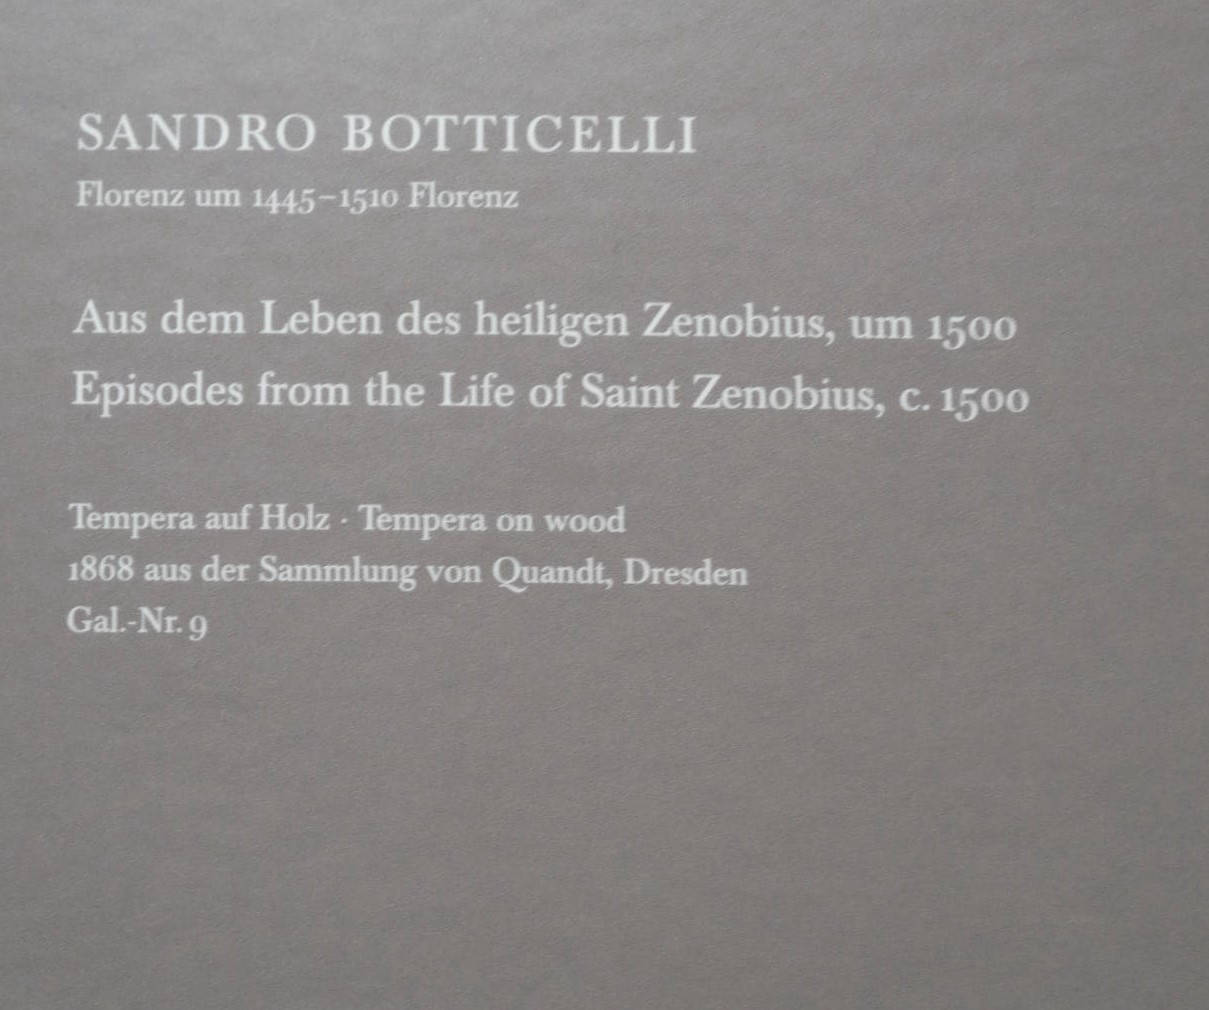 SANDRO BOTTICELLI
Florenz um 1445–1510 Florenz
Aus dem Leben des heiligen Zenobius, um 1500
Episodes from the Life of Saint Zenobius, c. 1500
Tempera auf Holz · Tempera on wood
1868 aus der Sammlung von Quandt, Dresden
Gal.-Nr. 9